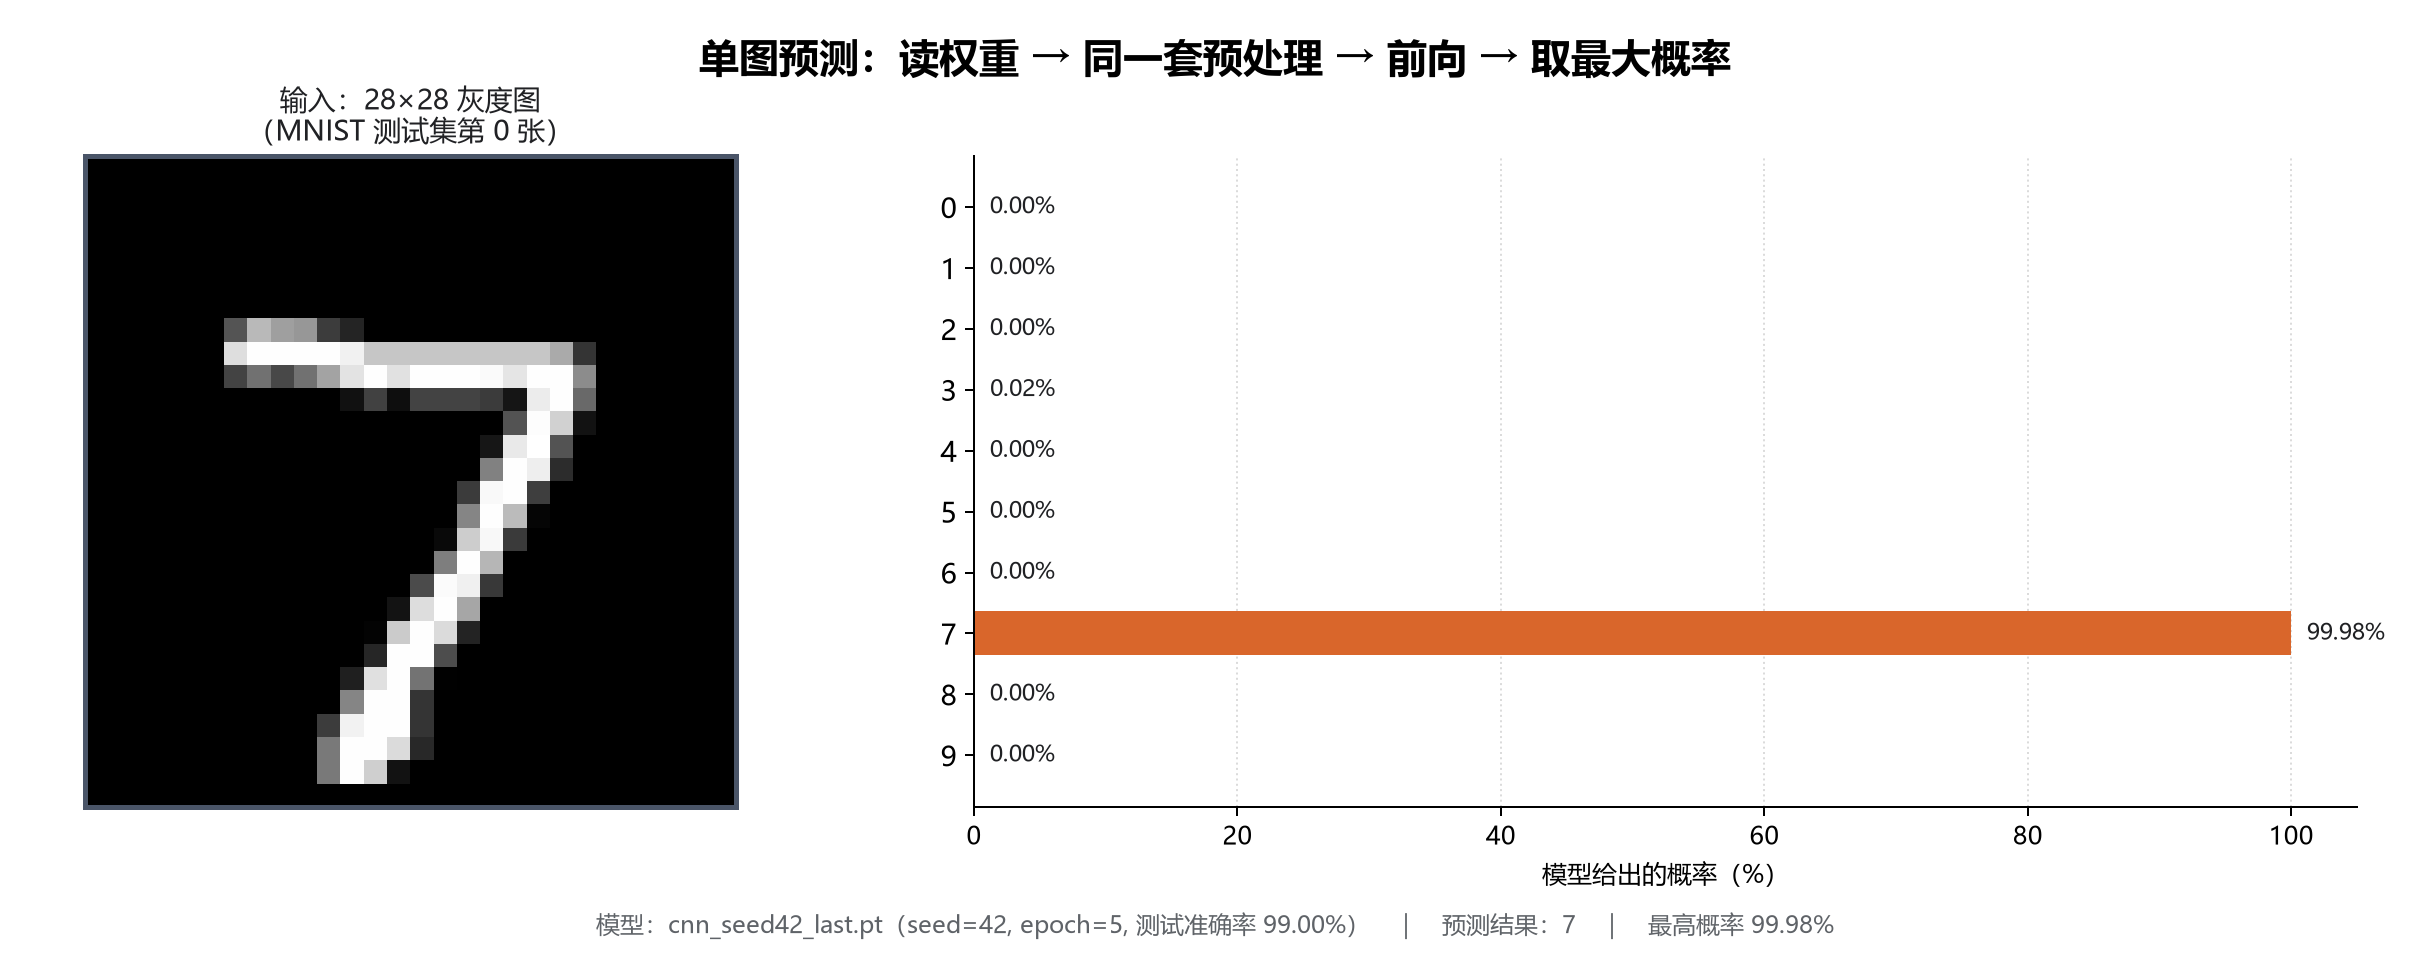 单图预测：读权重 → 同一套预处理 → 前向 → 取最大概率
输入：28×28 灰度图
（MNIST 测试集第 0 张）
0 0.00%
1 0.00%
2 0.00%
3 0.02%
4 0.00%
5 0.00%
6 0.00%
7 99.98%
8 0.00%
9 0.00%
0 20 40 60 80 100
模型给出的概率（%）
模型：cnn_seed42_last.pt（seed=42, epoch=5, 测试准确率 99.00%） | 预测结果：7 | 最高概率 99.98%